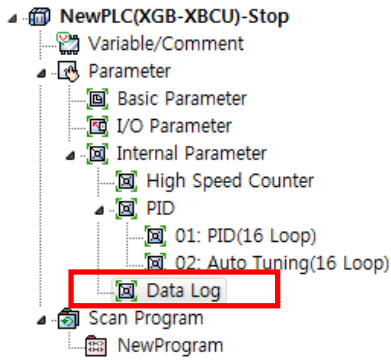 NewPLC(XGB-XBCU)-Stop
Variable/Comment
Parameter
Basic Parameter
I/O Parameter
Internal Parameter
High Speed Counter
PID
01: PID(16 Loop)
02: Auto Tuning(16 Loop)
Data Log
Scan Program
NewProgram